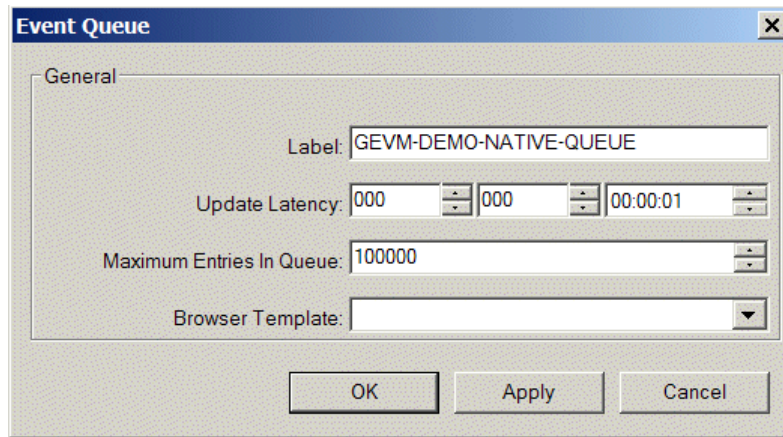 Event Queue
General
Label: GEVM-DEMO-NATIVE-QUEUE
Update Latency: 000 000 00:00:01
Maximum Entries In Queue: 100000
Browser Template:
OK Apply Cancel